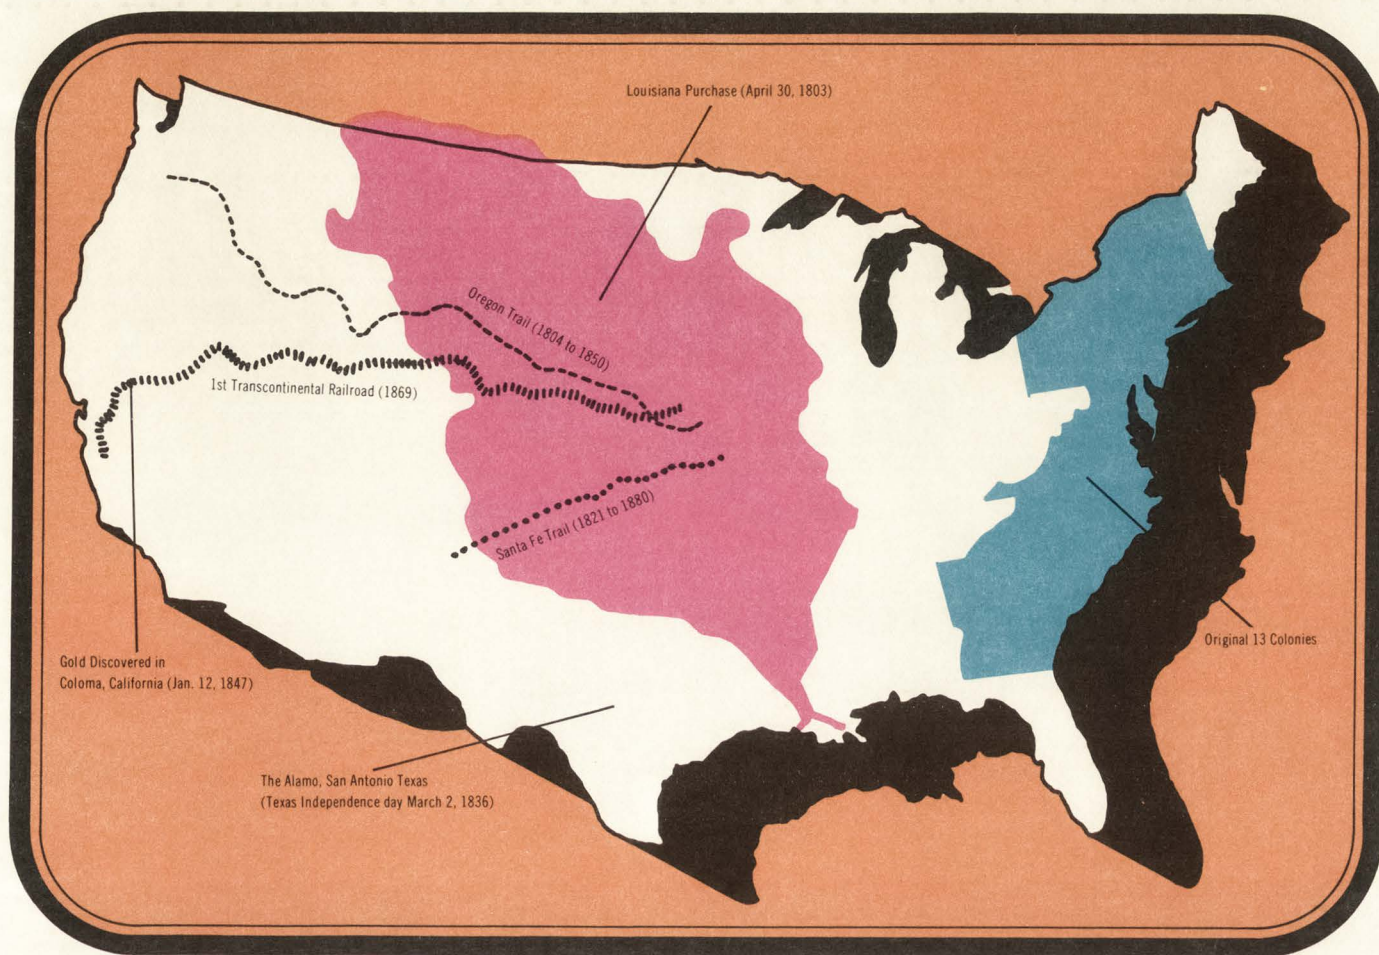 Louisiana Purchase (April 30, 1803)
Oregon Trail (1804 to 1850)
1st Transcontinental Railroad (1869)
Santa Fe Trail (1821 to 1880)
Original 13 Colonies
Gold Discovered in
Coloma, California (Jan. 12, 1847)
The Alamo, San Antonio Texas
(Texas Independence day March 2, 1836)